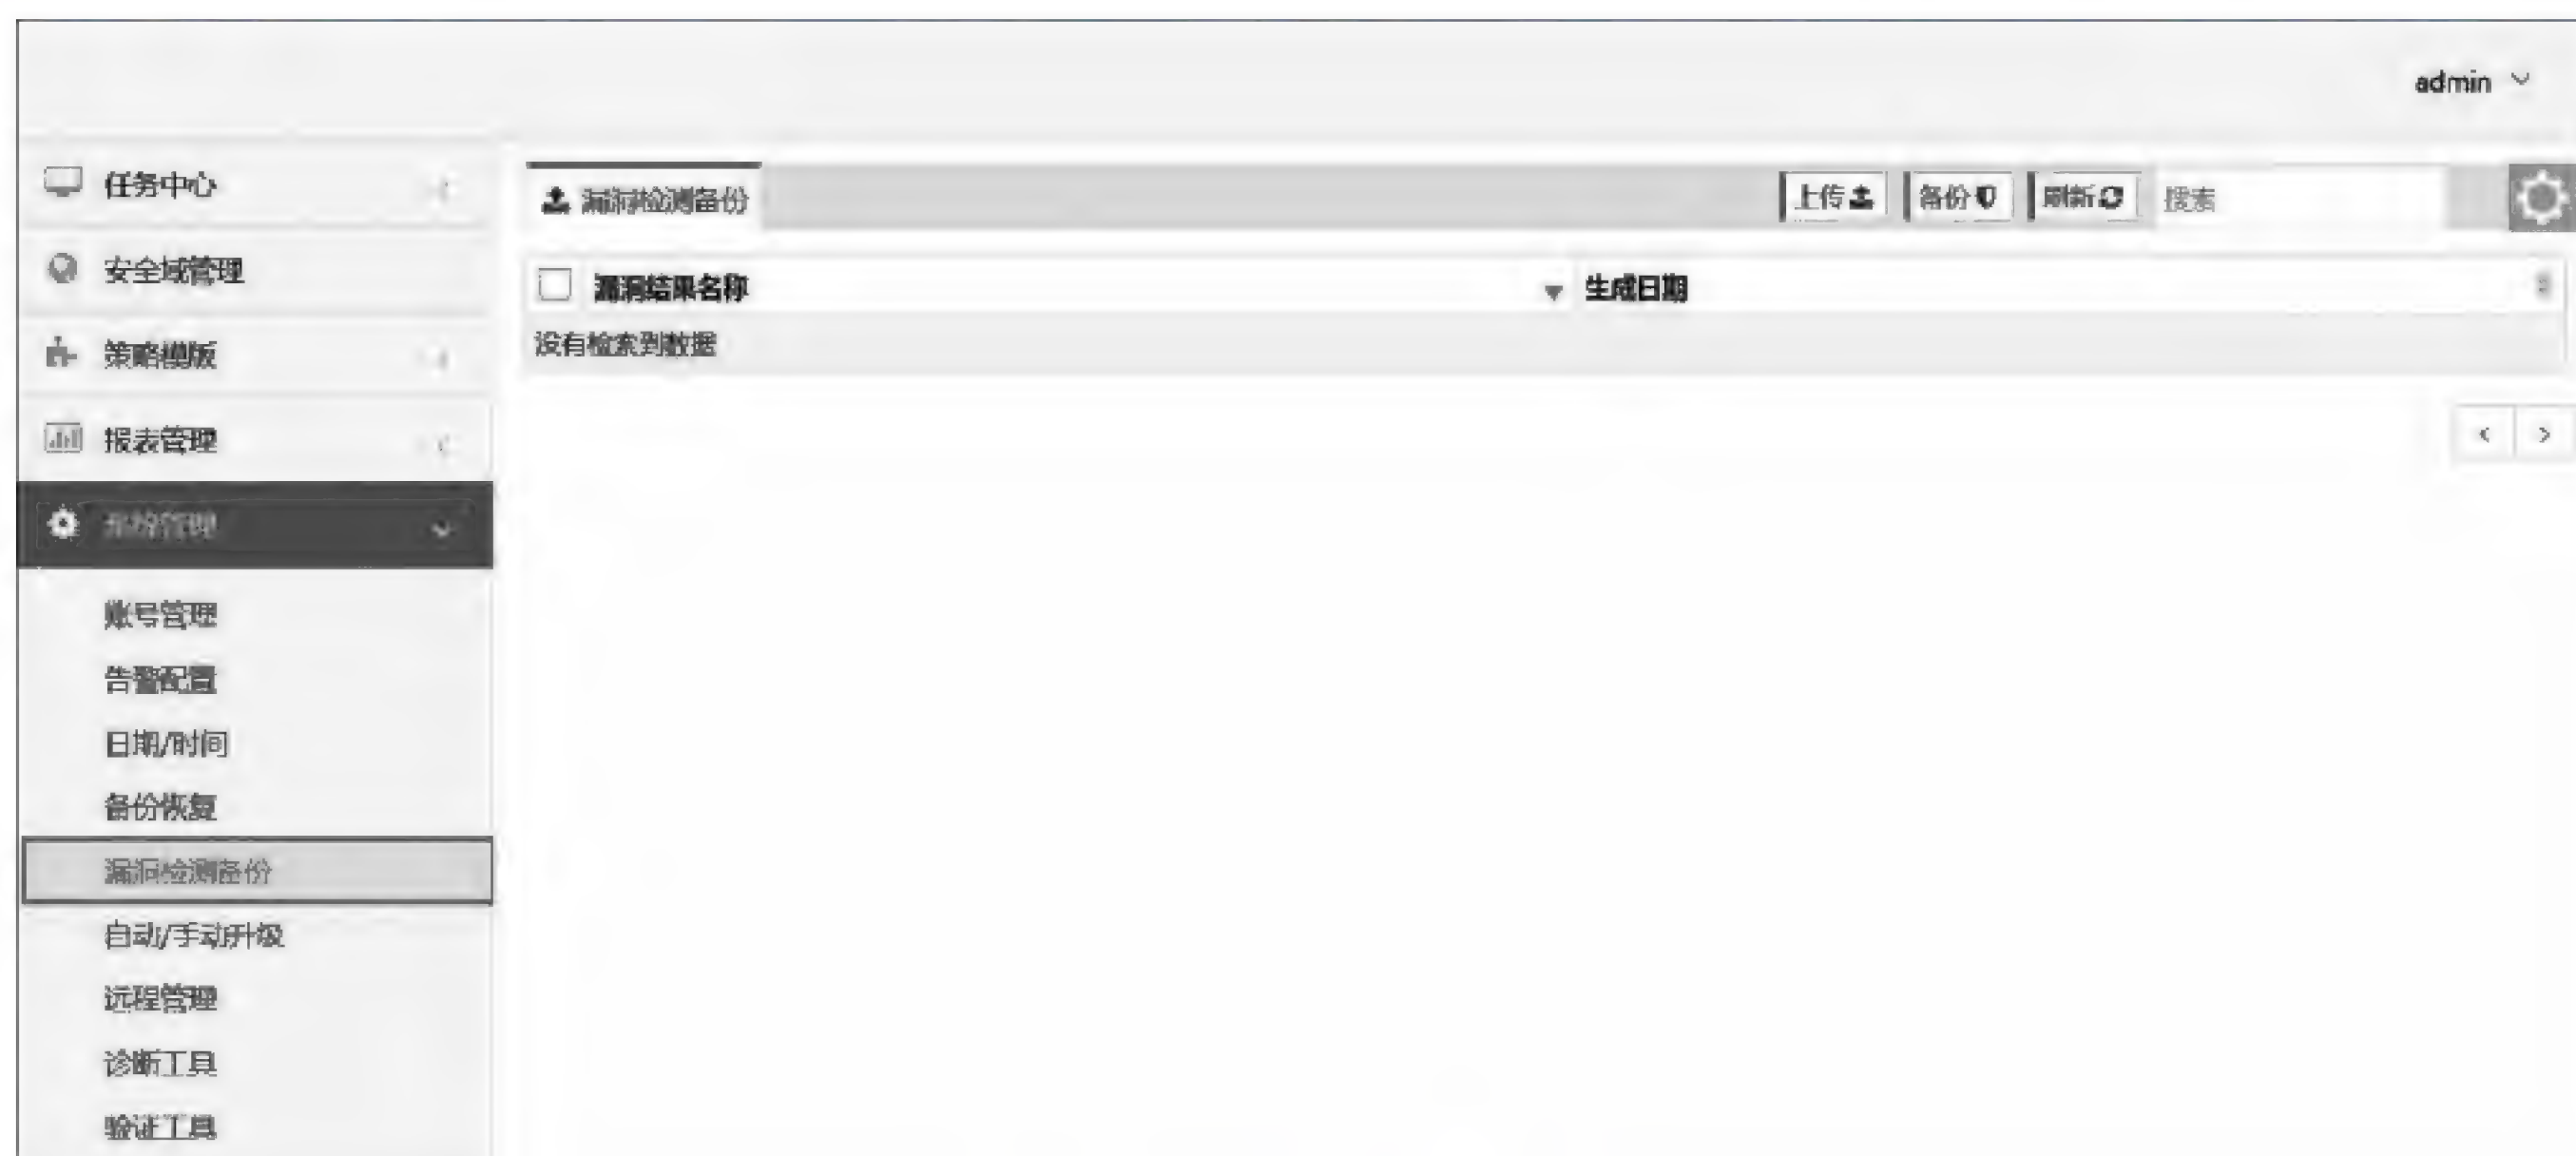 admin
任务中心
安全域管理
策略模版
报表管理
系统管理
账号管理
告警配置
日期/时间
备份恢复
漏洞检测备份
自动/手动升级
远程管理
诊断工具
验证工具
漏洞检测备份
上传 备份 刷新 搜索
漏洞结果名称 生成日期
没有检索到数据